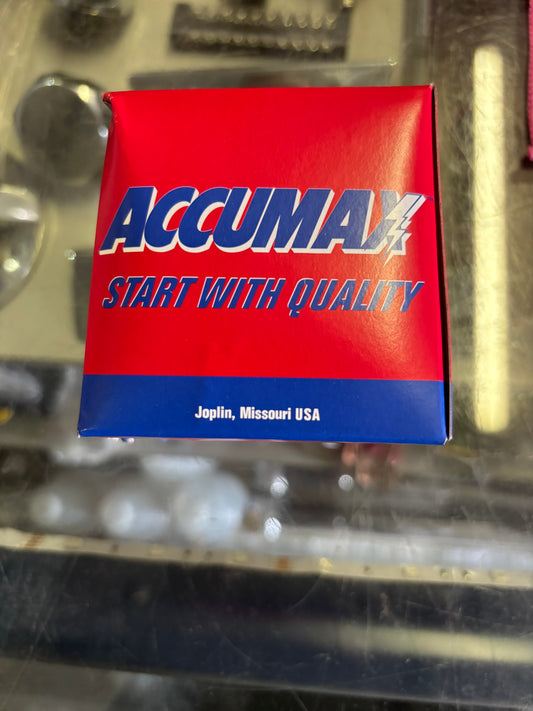 ACCUMAX
START WITH QUALITY
Joplin, Missouri USA